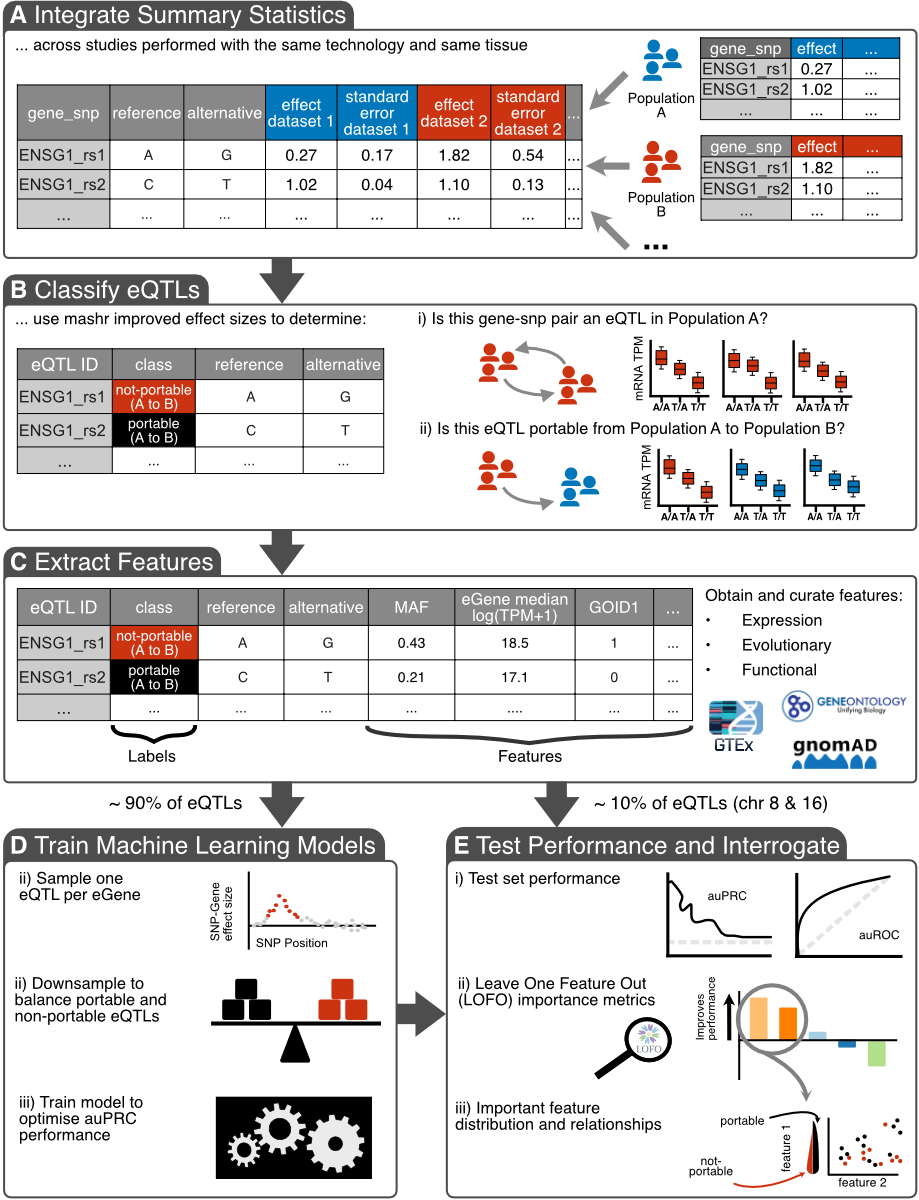 A Integrate Summary Statistics
... across studies performed with the same technology and same tissue
gene_snp reference alternative effect dataset 1 standard error dataset 1 effect dataset 2 standard error dataset 2 ...
ENSG1_rs1 A G 0.27 0.17 1.82 0.54 ...
ENSG1_rs2 C T 1.02 0.04 1.10 0.13 ...
... ... ... ... ... ... ... ...
Population
A
gene_snp effect ...
ENSG1_rs1 0.27 ...
ENSG1_rs2 1.02 ...
... ... ...
Population
B
gene_snp effect ...
ENSG1_rs1 1.82 ...
ENSG1_rs2 1.10 ...
... ... ...
...
B Classify eQTLs
... use mashr improved effect sizes to determine:
eQTL ID class reference alternative
ENSG1_rs1 not-portable (A to B) A G
ENSG1_rs2 portable (A to B) C T
... ... ... ...
i) Is this gene-snp pair an eQTL in Population A?
mRNA TPM
A/A T/A T/T A/A T/A T/T A/A T/A T/T
ii) Is this eQTL portable from Population A to Population B?
mRNA TPM
A/A T/A T/T A/A T/A T/T A/A T/A T/T
C Extract Features
eQTL ID class reference alternative MAF eGene median log(TPM+1) GOID1 ...
ENSG1_rs1 not-portable (A to B) A G 0.43 18.5 1 ...
ENSG1_rs2 portable (A to B) C T 0.21 17.1 0 ...
... ... ... ... ... .... ... ...
Labels
Features
Obtain and curate features:
• Expression
• Evolutionary
• Functional
GTEx
GENEONTOLOGY
Unifying Biology
gnomAD
~ 90% of eQTLs
~ 10% of eQTLs (chr 8 & 16)
D Train Machine Learning Models
ii) Sample one
eQTL per eGene
SNP-Gene
effect size
SNP Position
ii) Downsample to
balance portable and
non-portable eQTLs
iii) Train model to
optimise auPRC
performance
E Test Performance and Interrogate
i) Test set performance
auPRC
auROC
ii) Leave One Feature Out
(LOFO) importance metrics
LOFO
Improves
performance
iii) Important feature
distribution and relationships
portable
not-
portable
feature 1
feature 2